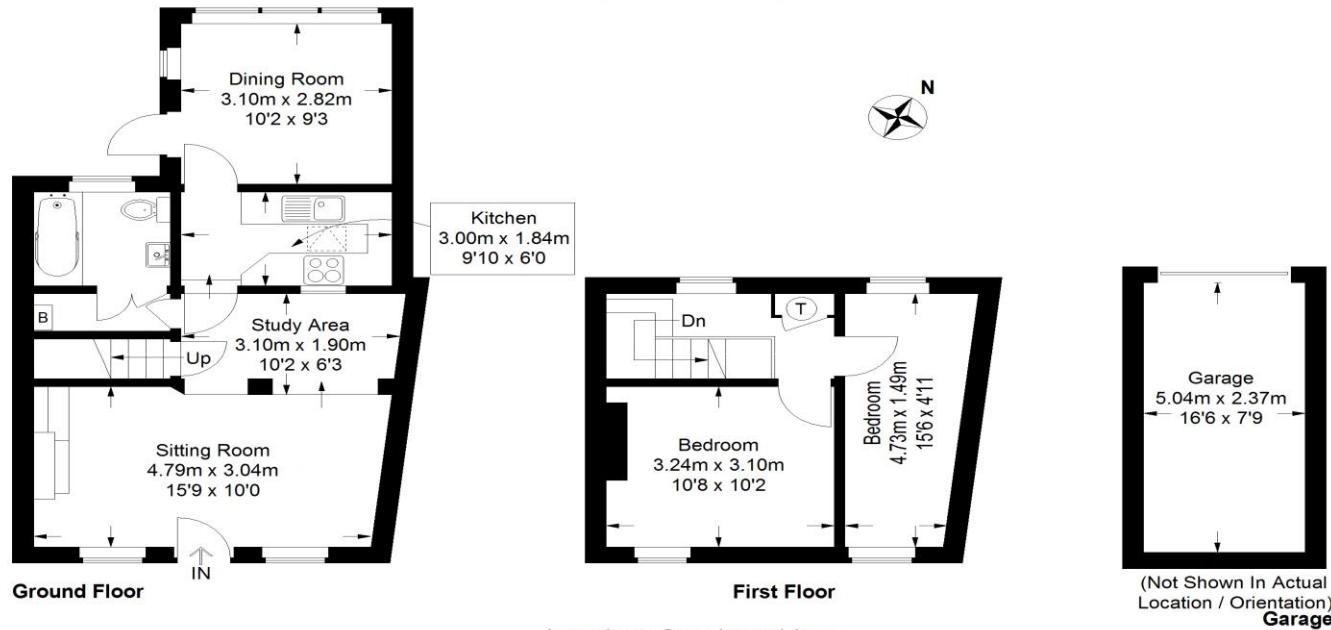 Dining Room
3.10m x 2.82m
10'2 x 9'3
N
Kitchen
3.00m x 1.84m
9'10 x 6'0
B
Study Area
3.10m x 1.90m
10'2 x 6'3
Up
Sitting Room
4.79m x 3.04m
15'9 x 10'0
IN
Ground Floor
Dn
T
Bedroom
3.24m x 3.10m
10'8 x 10'2
Bedroom
4.73m x 1.49m
15'6 x 4'11
First Floor
Garage
5.04m x 2.37m
16'6 x 7'9
(Not Shown In Actual
Location / Orientation)
Garage